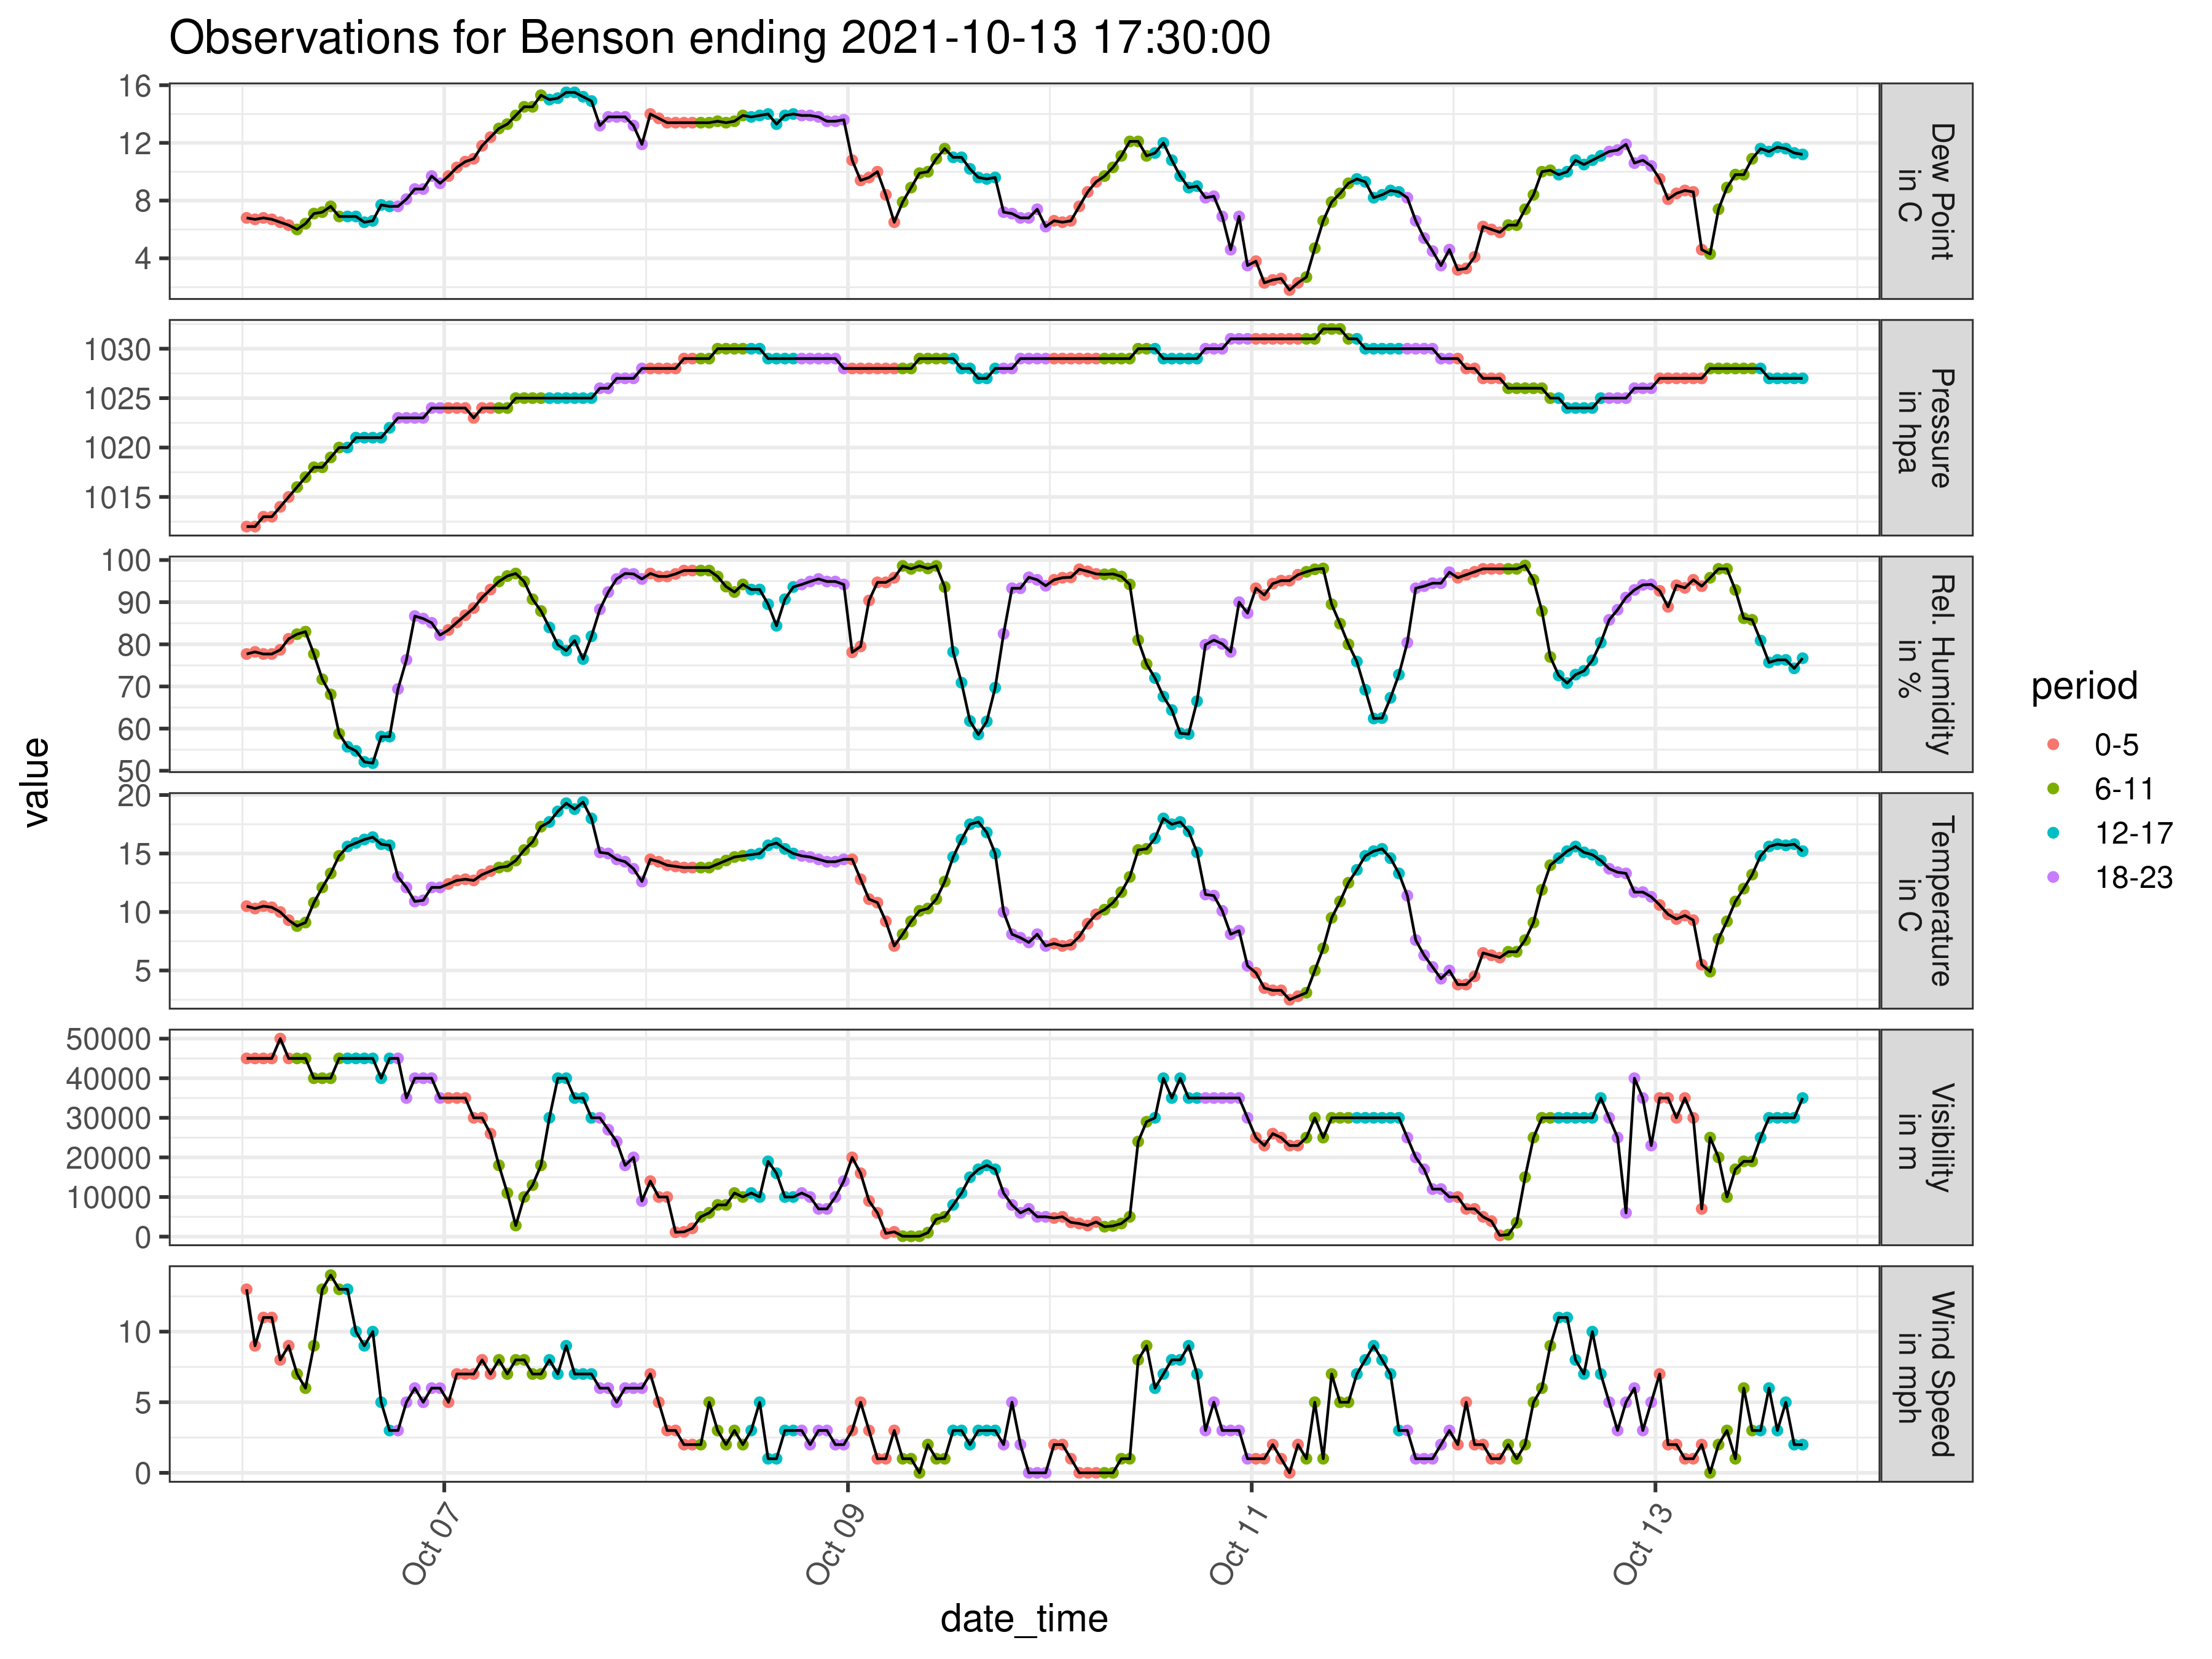 Observations for Benson ending 2021-10-13 17:30:00
value
16
12
8
4
Dew Point
in C
1030
1025
1020
1015
Pressure
in hpa
100
90
80
70
60
50
Rel. Humidity
in %
20
15
10
5
Temperature
in C
50000
40000
30000
20000
10000
0
Visibility
in m
10
5
0
Wind Speed
in mph
Oct 07
Oct 09
Oct 11
Oct 13
date_time
period
0-5
6-11
12-17
18-23